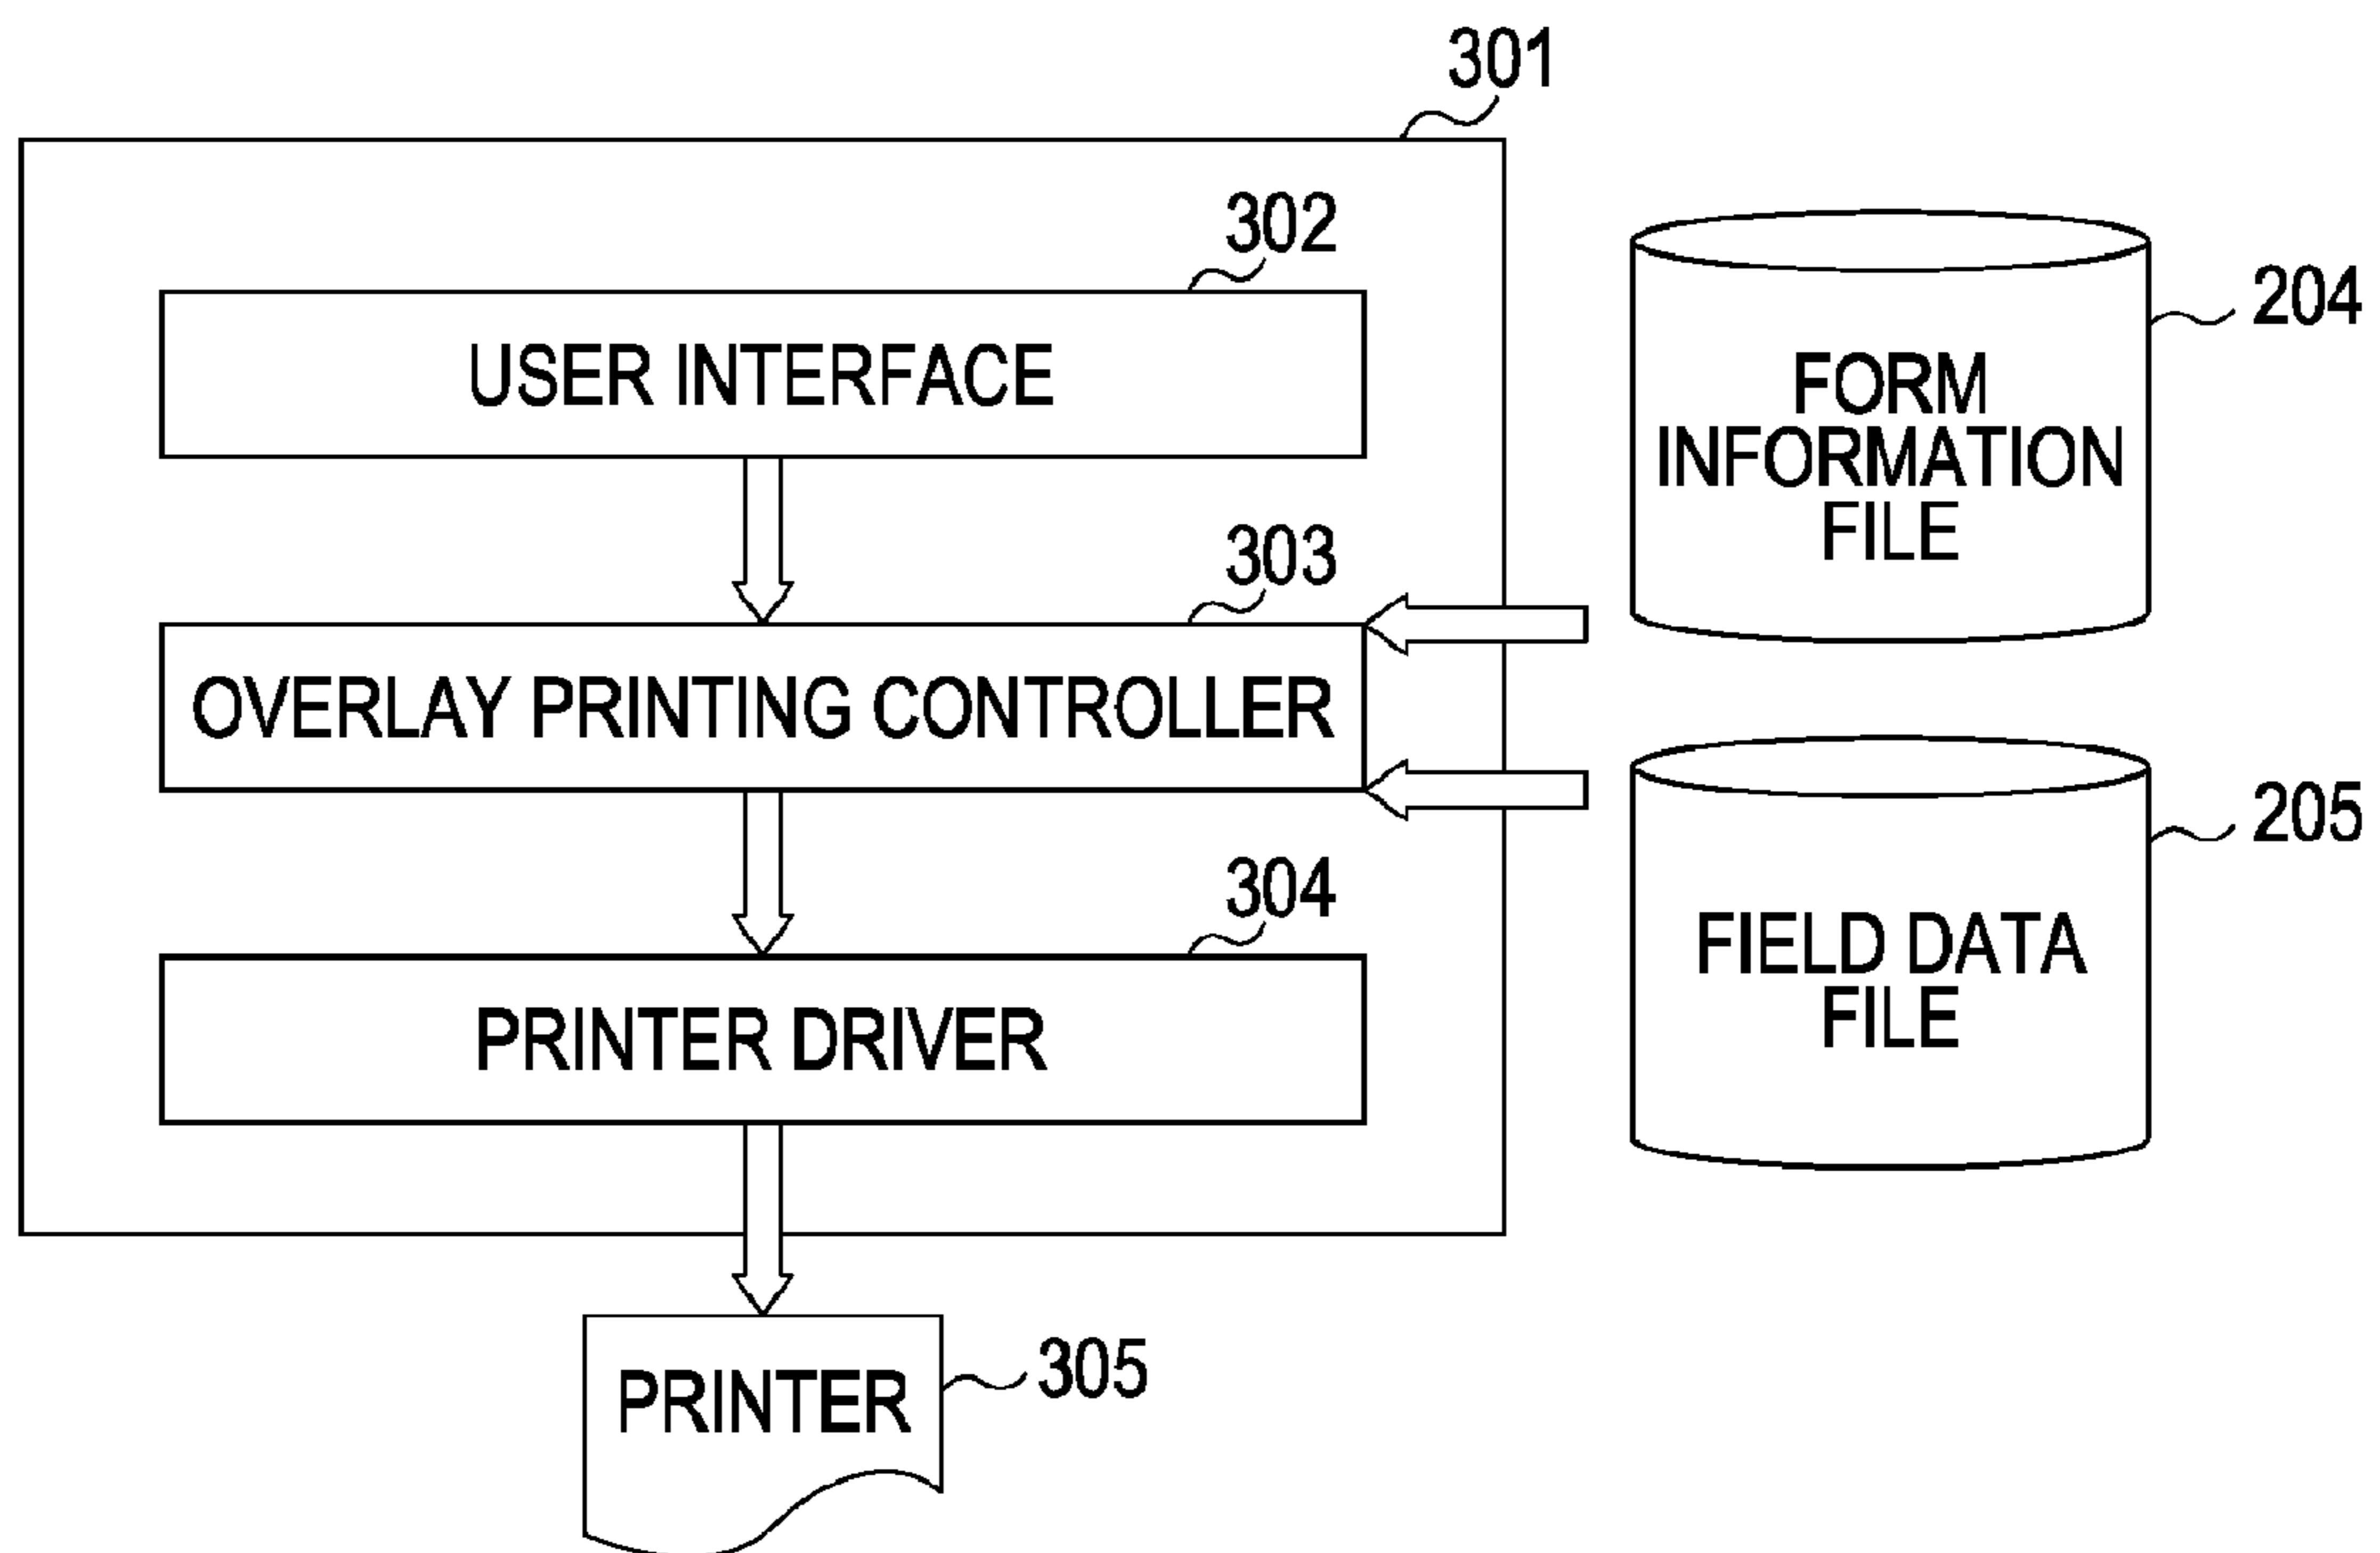 301
302
USER INTERFACE
204
FORM
INFORMATION
FILE
303
OVERLAY PRINTING CONTROLLER
205
FIELD DATA
FILE
304
PRINTER DRIVER
PRINTER
305